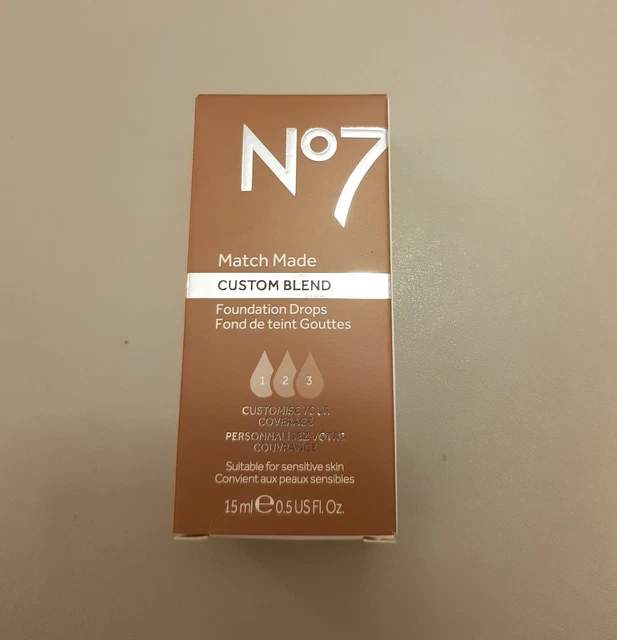 No7
Match Made
CUSTOM BLEND
Foundation Drops
Fond de teint Gouttes
1 2 3
CUSTOMISE YOUR
COVERAGE
PERSONNALISEZ VOTRE
COUVRANCE
Suitable for sensitive skin
Convient aux peaux sensibles
15 ml e 0.5 US Fl. Oz.